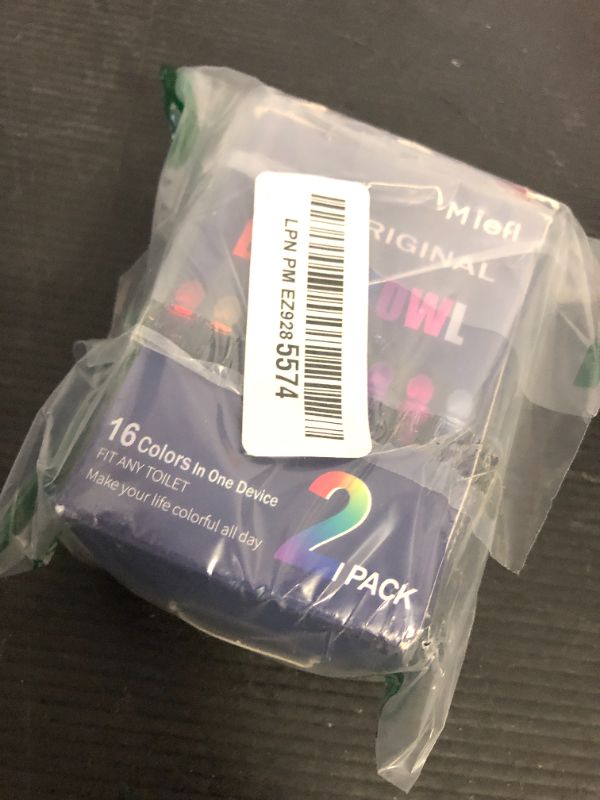 ORIGINAL
OWL
LPN PM EZ928 5574
16 Colors In One Device
FIT ANY TOILET
Make your life colorful all day
2 PACK